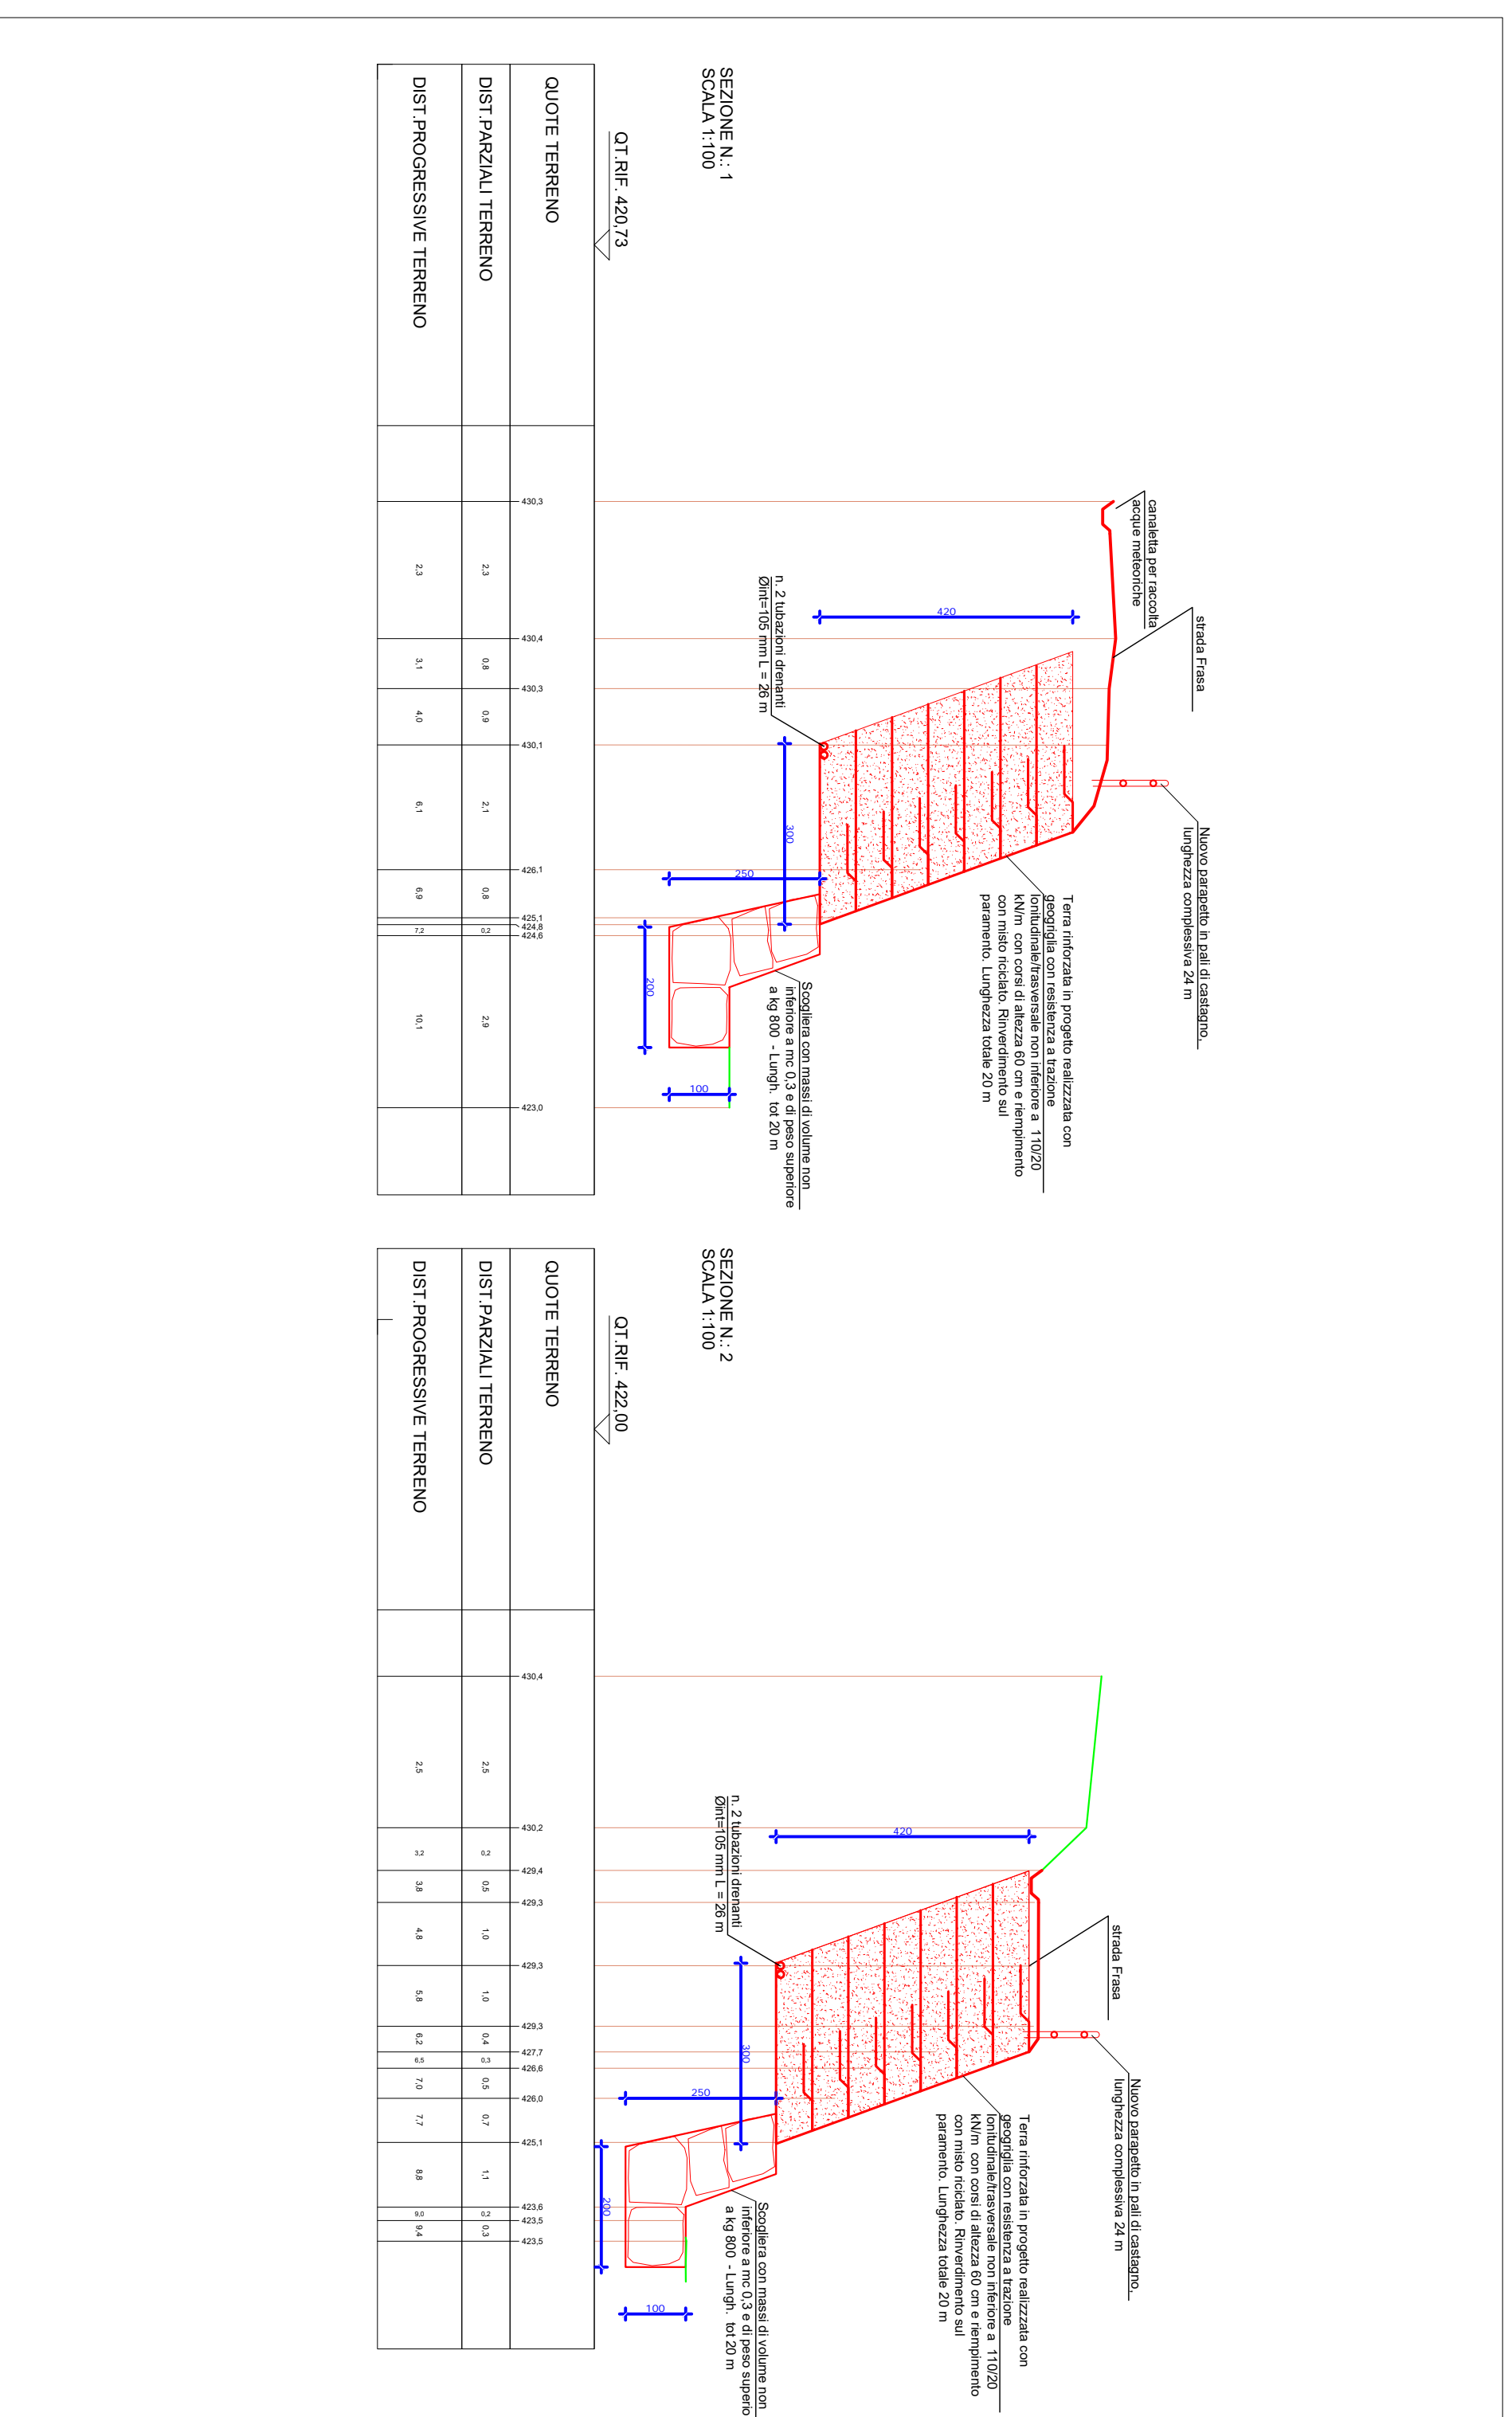 SEZIONE N.: 1
SCALA 1:100
canaletta per raccolta
acque meteoriche
strada Frasa
Nuovo parapetto in pali di castagno,
lunghezza complessiva 24 m
420
Terra rinforzata in progetto realizzzata con
geogriglia con resistenza a trazione
lonitudinale/trasversale non inferiore a 110/20
kN/m con corsi di altezza 60 cm e riempimento
con misto riciclato. Rinverdimento sul
paramento. Lunghezza totale 20 m
n. 2 tubazioni drenanti
Øint=105 mm L = 26 m
300
250
200
100
Scogliera con massi di volume non
inferiore a mc 0,3 e di peso superiore
a kg 800 - Lungh. tot 20 m
QT.RIF. 420,73
QUOTE TERRENO
430,3
430,4
430,3
430,1
426,1
425,1
424,8
424,6
423,0
DIST.PARZIALI TERRENO
2,3
0,8
0,9
2,1
0,8
0,2
2,9
DIST.PROGRESSIVE TERRENO
2,3
3,1
4,0
6,1
6,9
7,2
10,1
SEZIONE N.: 2
SCALA 1:100
strada Frasa
Nuovo parapetto in pali di castagno,
lunghezza complessiva 24 m
420
Terra rinforzata in progetto realizzzata con
geogriglia con resistenza a trazione
lonitudinale/trasversale non inferiore a 110/20
kN/m con corsi di altezza 60 cm e riempimento
con misto riciclato. Rinverdimento sul
paramento. Lunghezza totale 20 m
n. 2 tubazioni drenanti
Øint=105 mm L = 26 m
300
250
200
100
Scogliera con massi di volume non
inferiore a mc 0,3 e di peso superio
a kg 800 - Lungh. tot 20 m
QT.RIF. 422,00
QUOTE TERRENO
430,4
430,2
429,4
429,3
429,3
429,3
427,7
426,6
426,0
425,1
423,6
423,5
423,5
DIST.PARZIALI TERRENO
2,5
0,2
0,5
1,0
1,0
0,4
0,3
0,5
0,7
1,1
0,2
0,3
DIST.PROGRESSIVE TERRENO
2,5
3,2
3,8
4,8
5,8
6,2
6,5
7,0
7,7
8,8
9,0
9,4